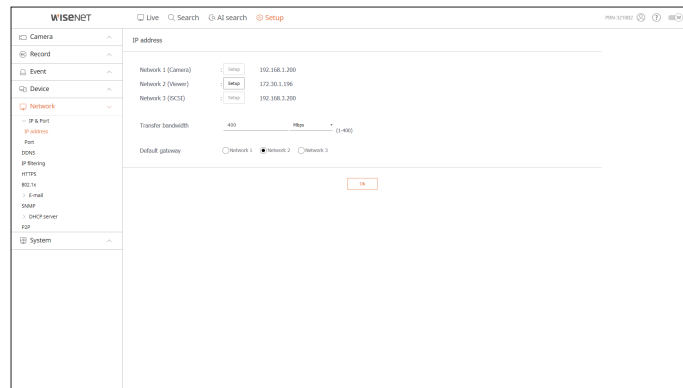 WISENET
Live Search AI search Setup
PRN-3210B2 ?
Camera
Record
Event
Device
Network
IP & Port
IP address
Port
DDNS
IP filtering
HTTPS
802.1x
> E-mail
SNMP
> DHCP server
P2P
System
IP address
Network 1 (Camera) : Setup 192.168.1.200
Network 2 (Viewer) : Setup 172.30.1.196
Network 3 (iSCSI) : Setup 192.168.3.200
Transfer bandwidth 400 Mbps (1~400)
Default gateway Network 1 Network 2 Network 3
Ok